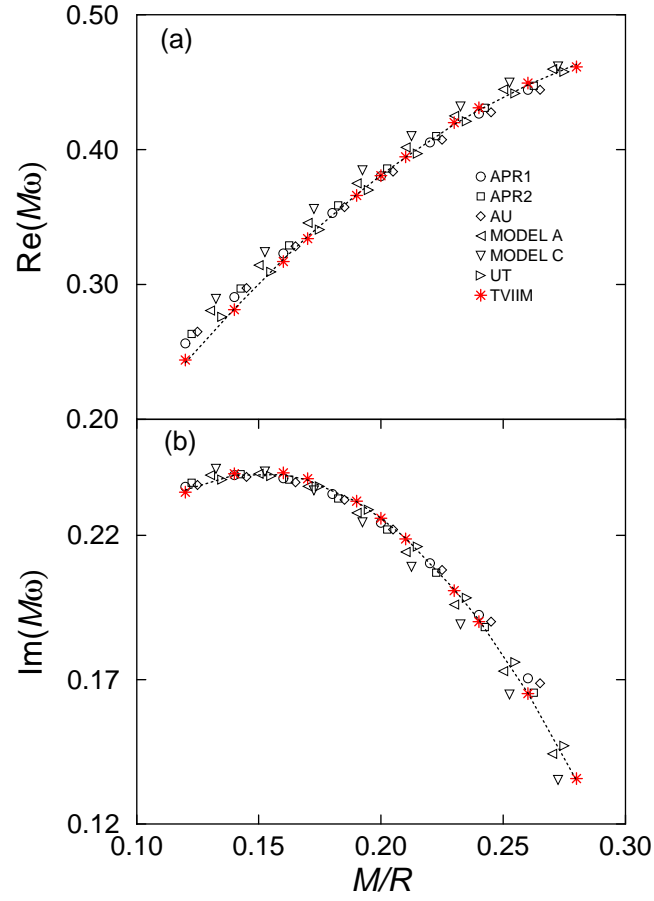 (a)
0.50
0.40
0.30
0.20
Re(Mω)
APR1
APR2
AU
MODEL A
MODEL C
UT
TVIIM
(b)
0.22
0.17
0.12
Im(Mω)
0.10 0.15 0.20 0.25 0.30
M/R